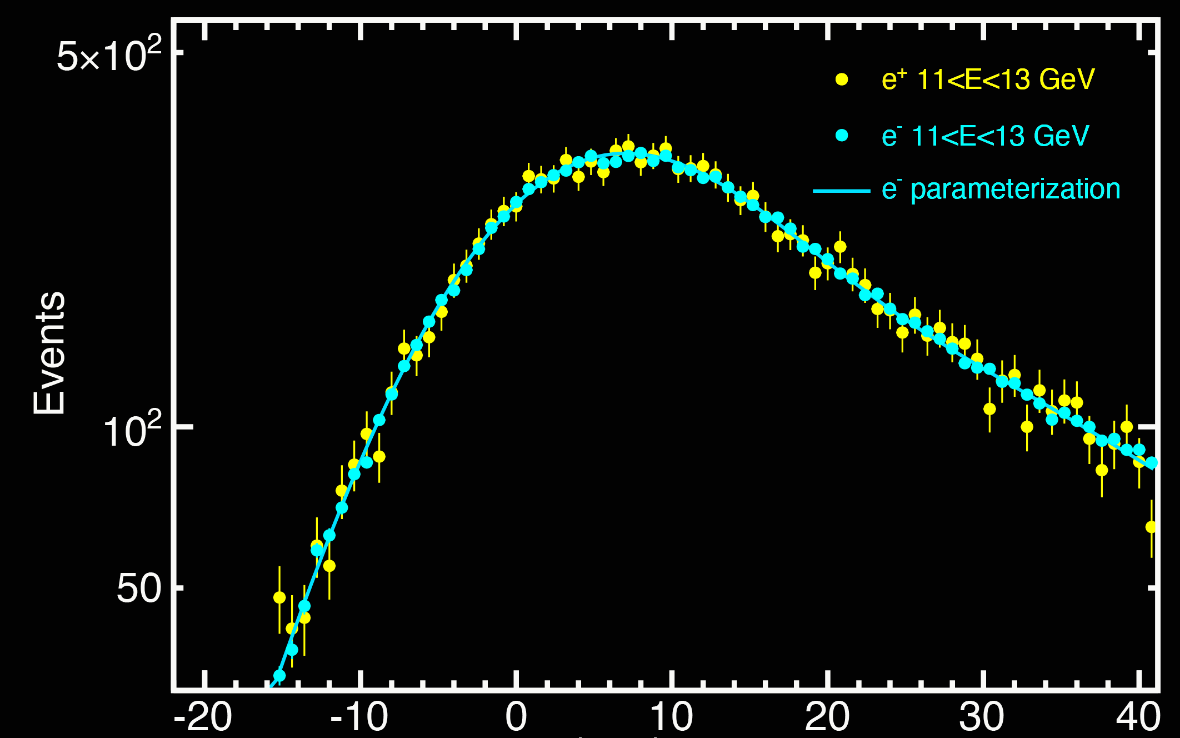 5×10²
e⁺ 11<E<13 GeV
e⁻ 11<E<13 GeV
e⁻ parameterization
Events
10²
50
-20 -10 0 10 20 30 40